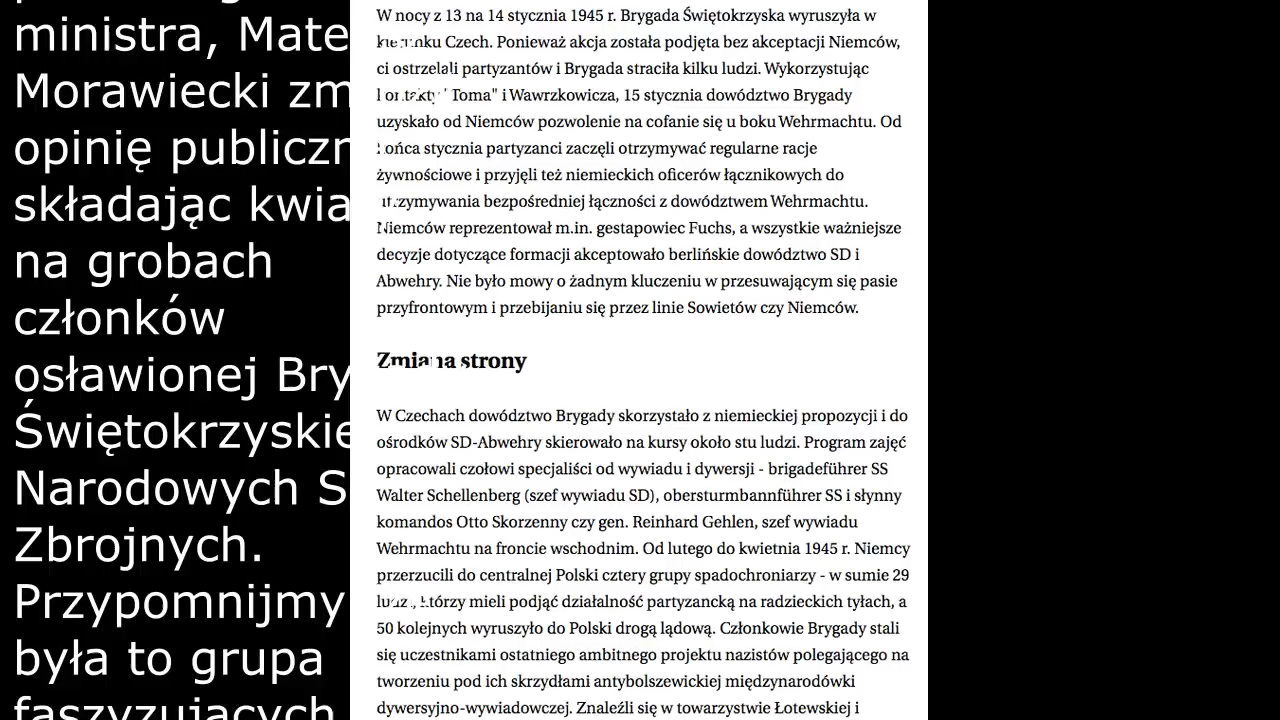 ministra, Mate
Morawiecki zm
opinię publiczn
składając kwia
na grobach
członków
osławionej Bry
Świętokrzyskie
Narodowych S
Zbrojnych.
Przypomnijmy
była to grupa
faszyzujących
W nocy z 13 na 14 stycznia 1945 r. Brygada Świętokrzyska wyruszyła w
kierunku Czech. Ponieważ akcja została podjęta bez akceptacji Niemców,
ci ostrzelali partyzantów i Brygada straciła kilku ludzi. Wykorzystując
kontakty "Toma" i Wawrzkowicza, 15 stycznia dowództwo Brygady
uzyskało od Niemców pozwolenie na cofanie się u boku Wehrmachtu. Od
końca stycznia partyzanci zaczęli otrzymywać regularne racje
żywnościowe i przyjęli też niemieckich oficerów łącznikowych do
utrzymywania bezpośredniej łączności z dowództwem Wehrmachtu.
Niemców reprezentował m.in. gestapowiec Fuchs, a wszystkie ważniejsze
decyzje dotyczące formacji akceptowało berlińskie dowództwo SD i
Abwehry. Nie było mowy o żadnym kluczeniu w przesuwającym się pasie
przyfrontowym i przebijaniu się przez linie Sowietów czy Niemców.
Zmiana strony
W Czechach dowództwo Brygady skorzystało z niemieckiej propozycji i do
ośrodków SD-Abwehry skierowało na kursy około stu ludzi. Program zajęć
opracowali czołowi specjaliści od wywiadu i dywersji - brigadeführer SS
Walter Schellenberg (szef wywiadu SD), obersturmbannführer SS i słynny
komandos Otto Skorzenny czy gen. Reinhard Gehlen, szef wywiadu
Wehrmachtu na froncie wschodnim. Od lutego do kwietnia 1945 r. Niemcy
przerzucili do centralnej Polski cztery grupy spadochroniarzy - w sumie 29
ludzi, którzy mieli podjąć działalność partyzancką na radzieckich tyłach, a
50 kolejnych wyruszyło do Polski drogą lądową. Członkowie Brygady stali
się uczestnikami ostatniego ambitnego projektu nazistów polegającego na
tworzeniu pod ich skrzydłami antybolszewickiej międzynarodówki
dywersyjno-wywiadowczej. Znaleźli się w towarzystwie Łotewskiej i